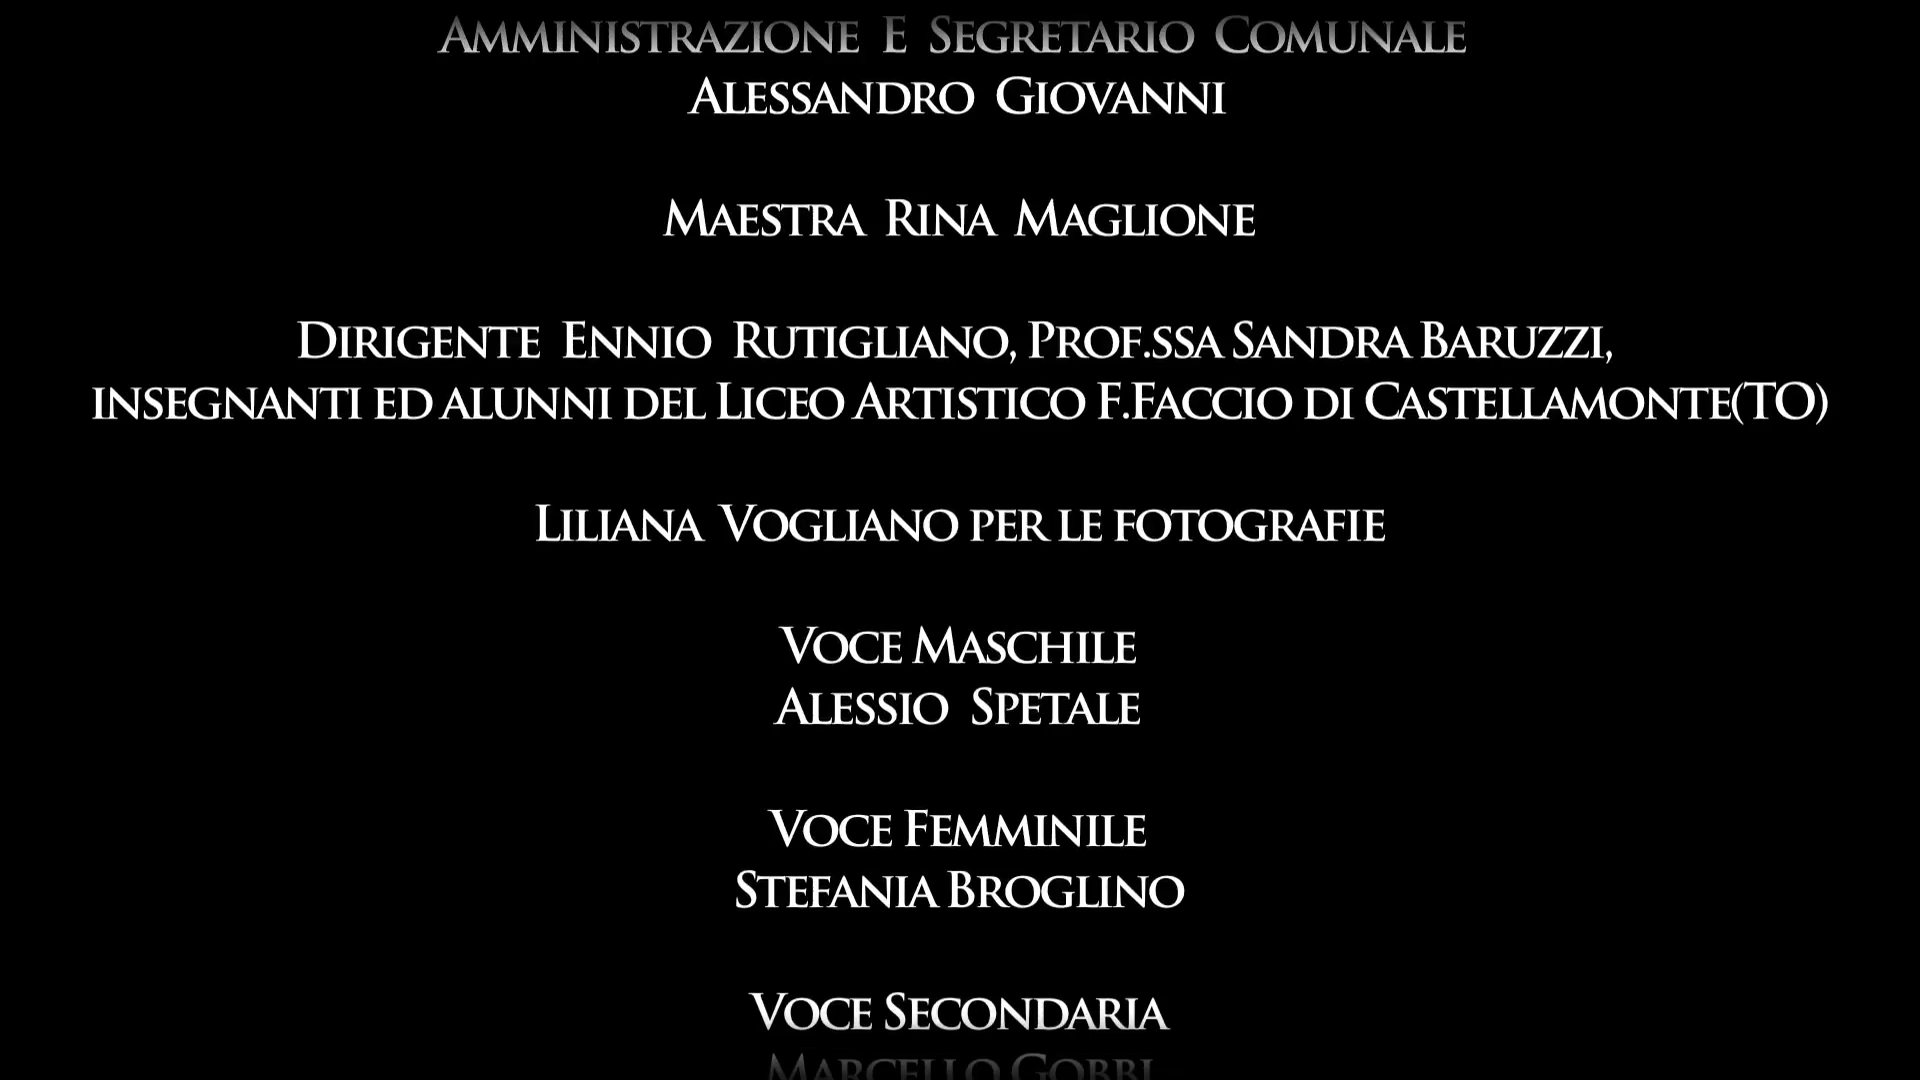 Amministrazione E Segretario Comunale
Alessandro Giovanni
Maestra Rina Maglione
Dirigente Ennio Rutigliano, Prof.ssa Sandra Baruzzi,
insegnanti ed alunni del Liceo Artistico F.Faccio di Castellamonte(TO)
Liliana Vogliano per le fotografie
Voce Maschile
Alessio Spetale
Voce Femminile
Stefania Broglino
Voce Secondaria
Marcello Gobbi